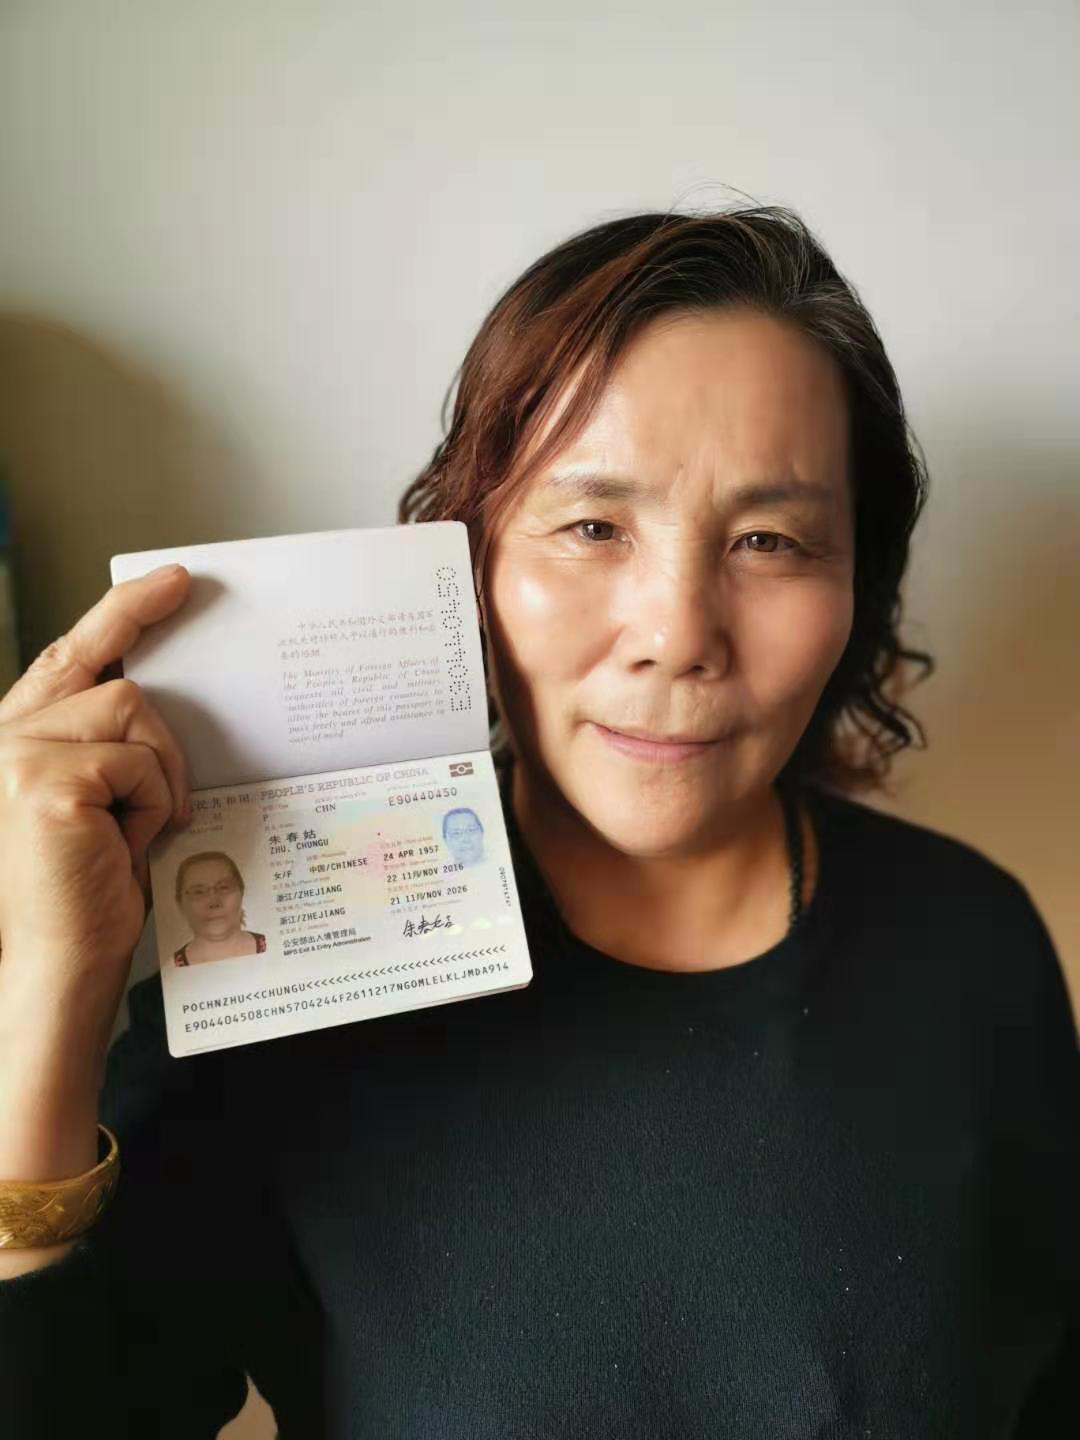 中华人民共和国外交部请各国军
政机关对持照人予以通行的便利和必
要的协助。
The Ministry of Foreign Affairs of
the People's Republic of China
requests all civil and military
authorities of foreign countries to
allow the bearer of this passport to
pass freely and afford assistance in
case of need.
E90440450
民共和国 PEOPLE'S REPUBLIC OF CHINA
P CHN E90440450
朱春姑
ZHU, CHUNGU
女/F 中国/CHINESE 24 APR 1957
浙江/ZHEJIANG 22 11月/NOV 2016
浙江/ZHEJIANG 21 11月/NOV 2026
公安部出入境管理局
MPS Exit & Entry Administration
朱春姑
POCHNZHU<<CHUNGU<<<<<<<<<<<<<<<<<<<<<<<<<<<<
E904404508CHN5704244F2611217NGOMLELKLJMDA914